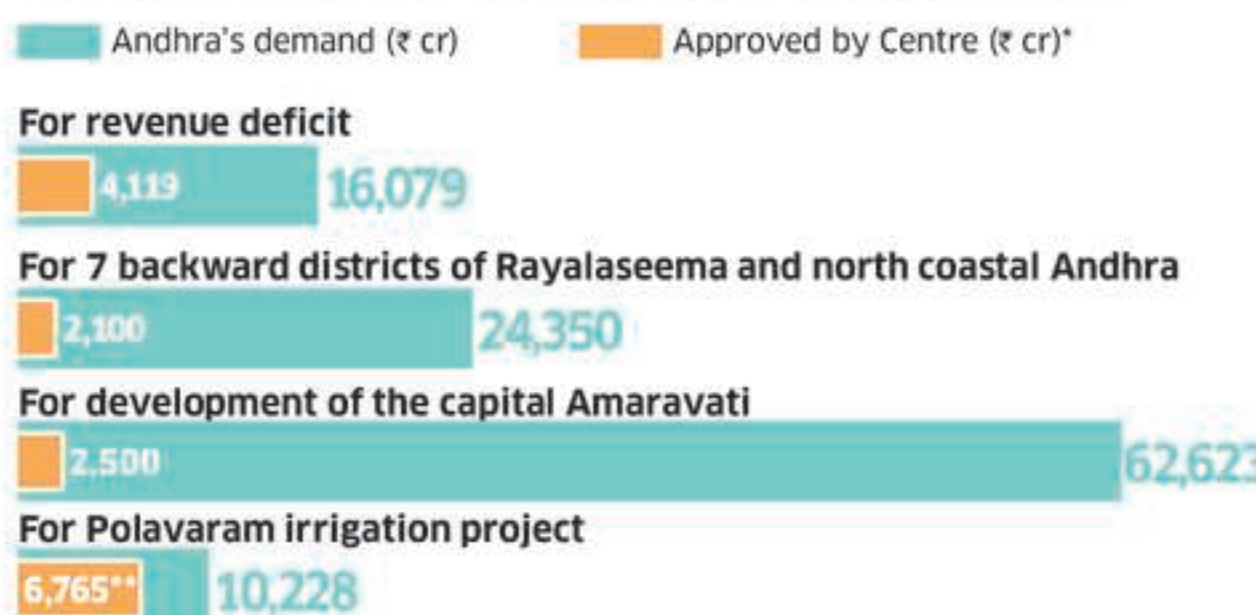 Andhra's demand (₹ cr) Approved by Centre (₹ cr)*
For revenue deficit
4,119 16,079
For 7 backward districts of Rayalaseema and north coastal Andhra
2,100 24,350
For development of the capital Amaravati
2,500 62,623
For Polavaram irrigation project
6,765** 10,228